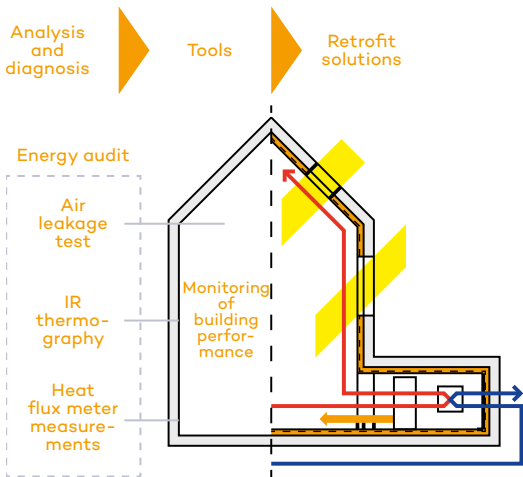 Analysis
and
diagnosis
Tools
Retrofit
solutions
Energy audit
Air
leakage
test
IR
thermo-
graphy
Heat
flux meter
measure-
ments
Monitoring
of
building
perfor-
mance